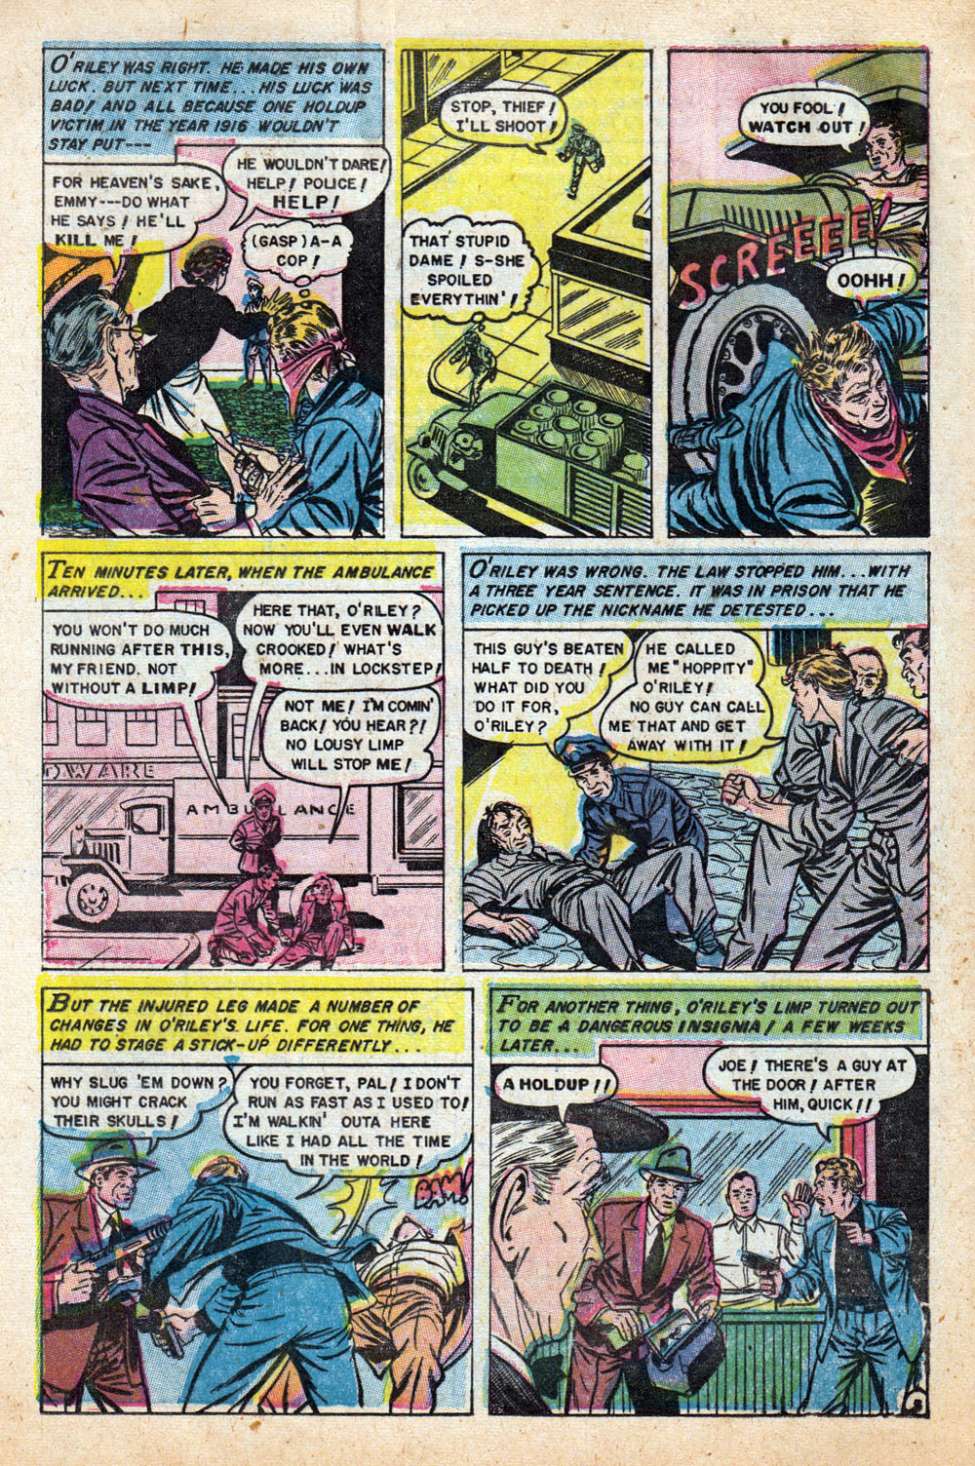 O'RILEY WAS RIGHT. HE MADE HIS OWN
LUCK. BUT NEXT TIME... HIS LUCK WAS
BAD! AND ALL BECAUSE ONE HOLDUP
VICTIM IN THE YEAR 1916 WOULDN'T
STAY PUT---
FOR HEAVEN'S SAKE,
EMMY---DO WHAT
HE SAYS! HE'LL
KILL ME!
HE WOULDN'T DARE!
HELP! POLICE!
HELP!
(GASP) A-A
COP!
STOP, THIEF!
I'LL SHOOT!
THAT STUPID
DAME! S-SHE
SPOILED
EVERYTHIN'!
YOU FOOL!
WATCH OUT!
SCREEEE!
OOHH!
TEN MINUTES LATER, WHEN THE AMBULANCE
ARRIVED...
YOU WON'T DO MUCH
RUNNING AFTER THIS,
MY FRIEND. NOT
WITHOUT A LIMP!
HERE THAT, O'RILEY?
NOW YOU'LL EVEN WALK
CROOKED! WHAT'S
MORE... IN LOCKSTEP!
NOT ME! I'M COMIN'
BACK! YOU HEAR?!
NO LOUSY LIMP
WILL STOP ME!
DWARE
AMBULANCE
O'RILEY WAS WRONG. THE LAW STOPPED HIM...WITH
A THREE YEAR SENTENCE. IT WAS IN PRISON THAT HE
PICKED UP THE NICKNAME HE DETESTED...
THIS GUY'S BEATEN
HALF TO DEATH!
WHAT DID YOU
DO IT FOR,
O'RILEY?
HE CALLED
ME "HOPPITY"
O'RILEY!
NO GUY CAN CALL
ME THAT AND GET
AWAY WITH IT!
BUT THE INJURED LEG MADE A NUMBER OF
CHANGES IN O'RILEY'S LIFE. FOR ONE THING, HE
HAD TO STAGE A STICK-UP DIFFERENTLY...
WHY SLUG 'EM DOWN?
YOU MIGHT CRACK
THEIR SKULLS!
YOU FORGET, PAL! I DON'T
RUN AS FAST AS I USED TO!
I'M WALKIN' OUTA HERE
LIKE I HAD ALL THE TIME
IN THE WORLD!
BAM!
FOR ANOTHER THING, O'RILEY'S LIMP TURNED OUT
TO BE A DANGEROUS INSIGNIA! A FEW WEEKS
LATER...
A HOLDUP!!
JOE! THERE'S A GUY AT
THE DOOR! AFTER
HIM, QUICK!!